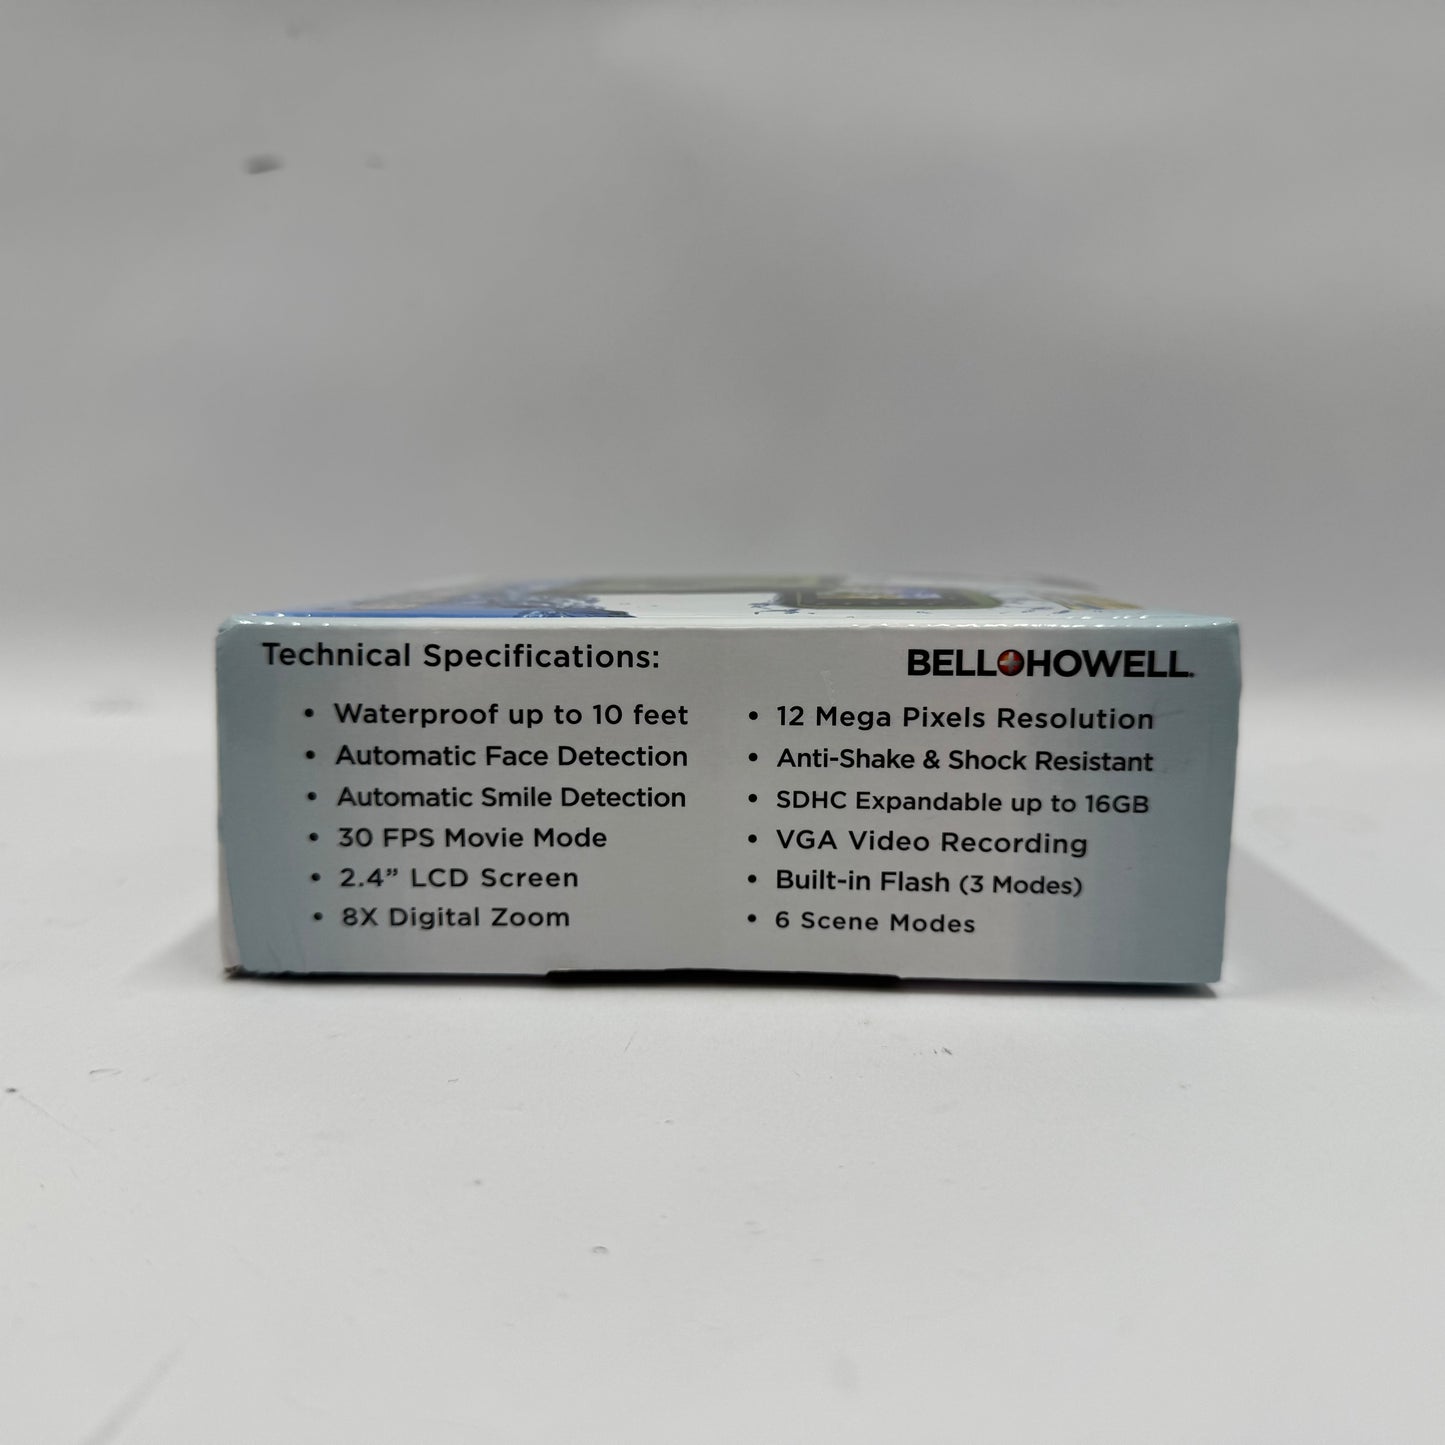 Technical Specifications:
• Waterproof up to 10 feet
• Automatic Face Detection
• Automatic Smile Detection
• 30 FPS Movie Mode
• 2.4” LCD Screen
• 8X Digital Zoom
BELL+HOWELL.
• 12 Mega Pixels Resolution
• Anti-Shake & Shock Resistant
• SDHC Expandable up to 16GB
• VGA Video Recording
• Built-in Flash (3 Modes)
• 6 Scene Modes